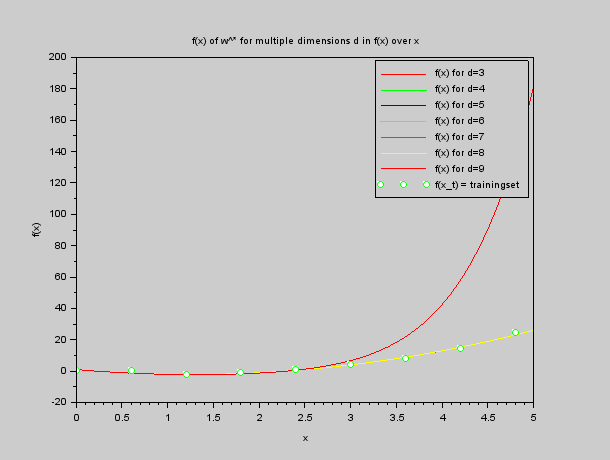 f(x) of w^* for multiple dimensions d in f(x) over x
200
180
160
140
120
100
80
60
40
20
0
-20
f(x)
f(x) for d=3
f(x) for d=4
f(x) for d=5
f(x) for d=6
f(x) for d=7
f(x) for d=8
f(x) for d=9
f(x_t) = trainingset
0
0.5
1
1.5
2
2.5
3
3.5
4
4.5
5
x